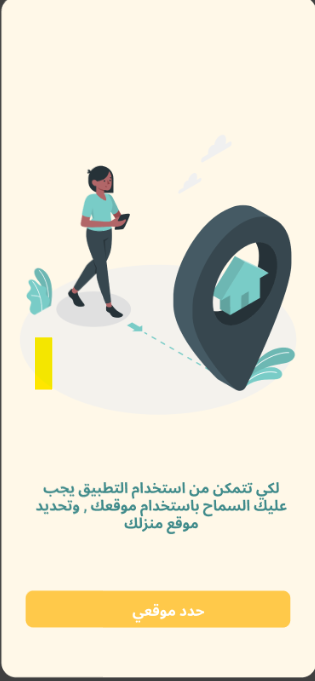 لكي تتمكن من استخدام التطبيق يجب
عليك السماح باستخدام موقعك , وتحديد
موقع منزلك
حدد موقعي